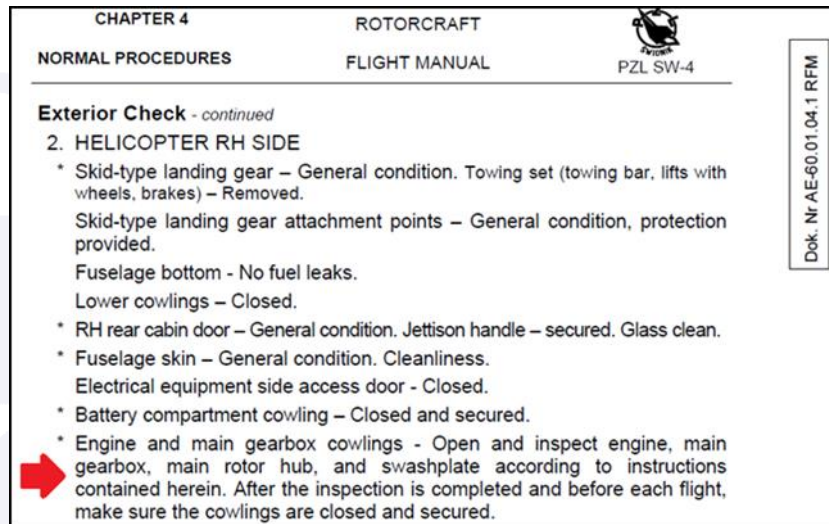 CHAPTER 4
ROTORCRAFT
NORMAL PROCEDURES
FLIGHT MANUAL
ŚWIDNIK
PZL SW-4
Dok. Nr AE-60.01.04.1 RFM
Exterior Check - continued
2. HELICOPTER RH SIDE
* Skid-type landing gear – General condition. Towing set (towing bar, lifts with
wheels, brakes) – Removed.
Skid-type landing gear attachment points – General condition, protection
provided.
Fuselage bottom - No fuel leaks.
Lower cowlings – Closed.
* RH rear cabin door – General condition. Jettison handle – secured. Glass clean.
* Fuselage skin – General condition. Cleanliness.
Electrical equipment side access door - Closed.
* Battery compartment cowling – Closed and secured.
* Engine and main gearbox cowlings - Open and inspect engine, main
gearbox, main rotor hub, and swashplate according to instructions
contained herein. After the inspection is completed and before each flight,
make sure the cowlings are closed and secured.